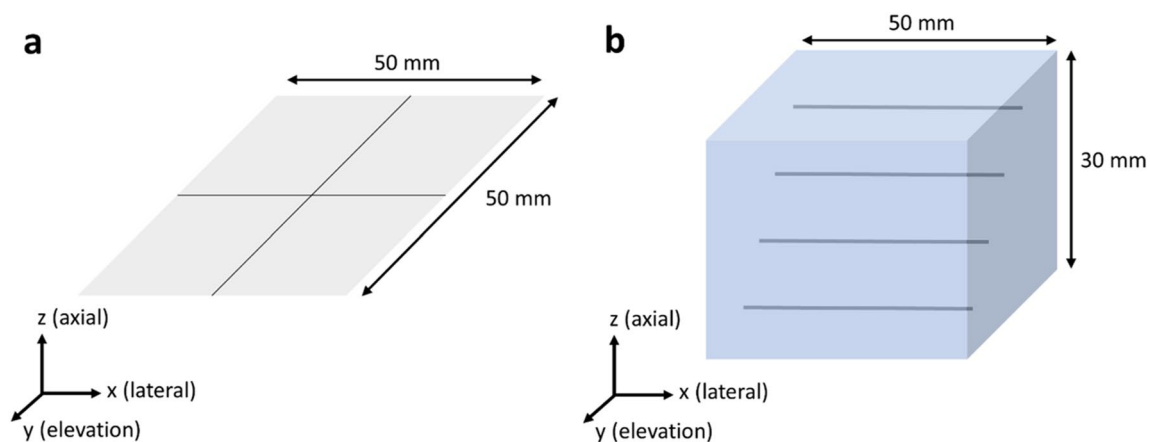 a
50 mm
50 mm
z (axial)
x (lateral)
y (elevation)
b
50 mm
30 mm
z (axial)
x (lateral)
y (elevation)